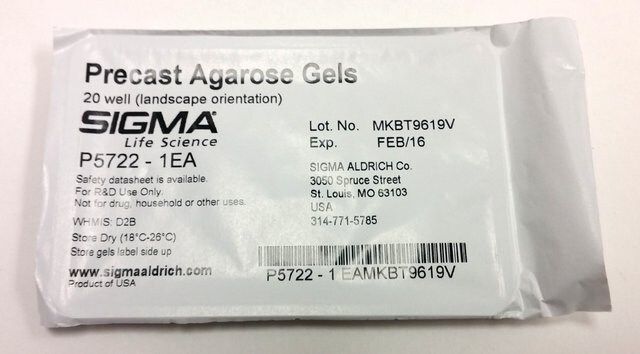 Precast Agarose Gels
20 well (landscape orientation)
SIGMA
Life Science
P5722 - 1EA
Safety datasheet is available.
For R&D Use Only.
Not for drug, household or other uses.
WHMIS: D2B
Store Dry (18°C-26°C)
Store gels label side up
www.sigmaaldrich.com
Product of USA
Lot. No. MKBT9619V
Exp. FEB/16
SIGMA ALDRICH Co.
3050 Spruce Street
St. Louis, MO 63103
USA
314-771-5785
P5722 - 1 EAMKBT9619V